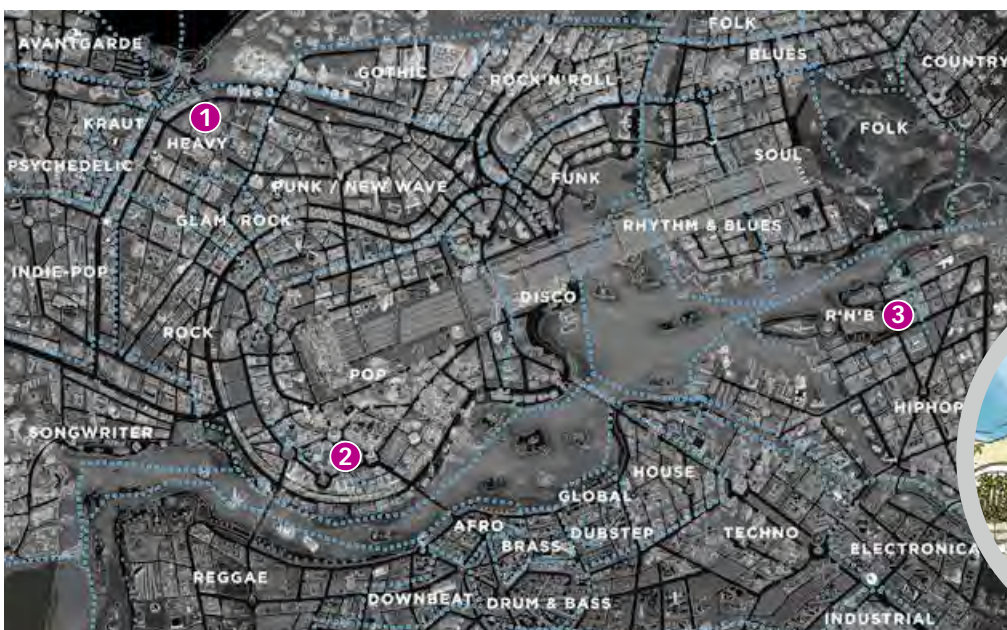 FOLK
AVANTGARDE
GOTHIC
ROCK'N'ROLL
BLUES
COUNTRY
1
KRAUT
HEAVY
FOLK
PSYCHEDELIC
PUNK / NEW WAVE
FUNK
SOUL
GLAM ROCK
RHYTHM & BLUES
INDIE-POP
DISCO
ROCK
R'N'B
3
POP
HIPHOP
SONGWRITER
2
HOUSE
GLOBAL
AFRO
BRASS
DUBSTEP
TECHNO
ELECTRONICA
REGGAE
DOWNBEAT
DRUM & BASS
INDUSTRIAL